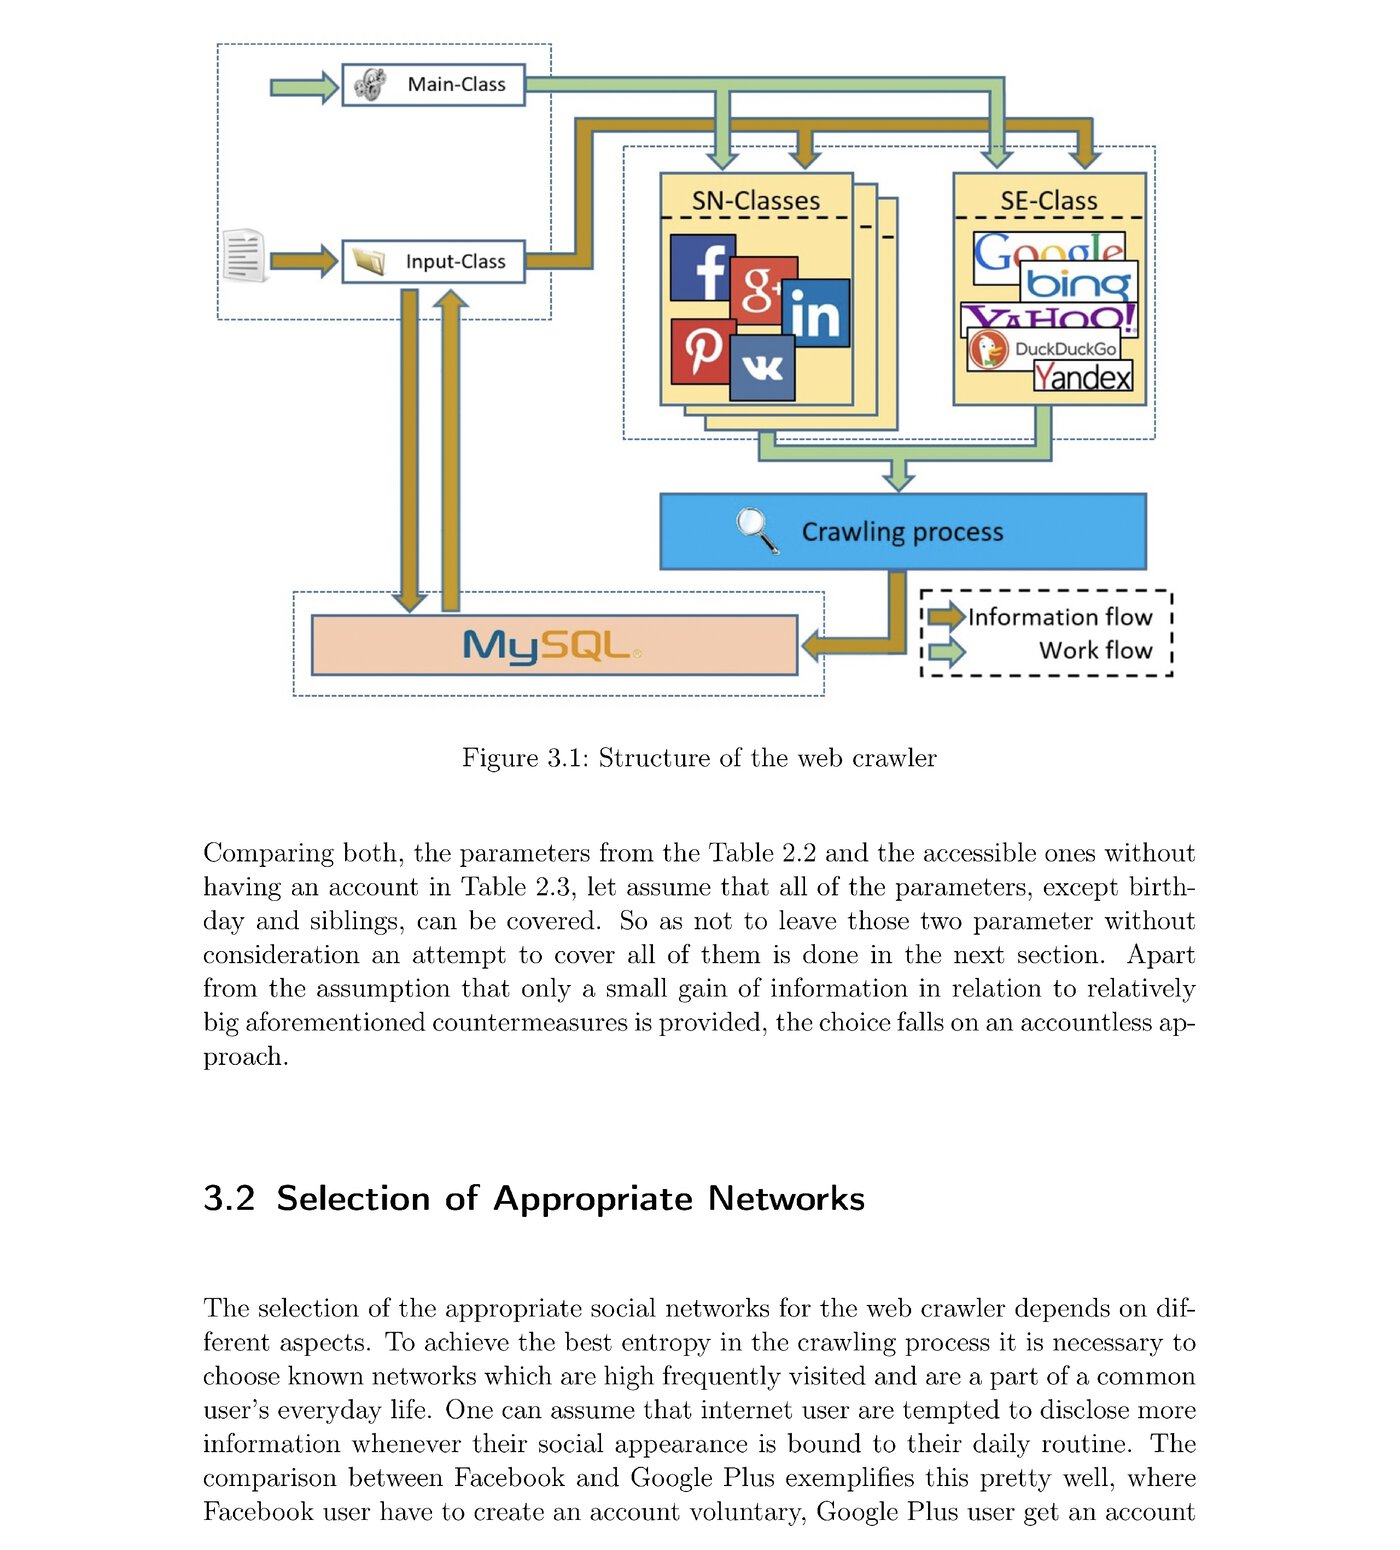 Main-Class
Input-Class
SN-Classes
SE-Class
f
g+
in
P
VK
Google
bing
YAHOO!
DuckDuckGo
Yandex
Crawling process
MySQL®
Information flow
Work flow
Figure 3.1: Structure of the web crawler
Comparing both, the parameters from the Table 2.2 and the accessible ones without
having an account in Table 2.3, let assume that all of the parameters, except birth-
day and siblings, can be covered. So as not to leave those two parameter without
consideration an attempt to cover all of them is done in the next section. Apart
from the assumption that only a small gain of information in relation to relatively
big aforementioned countermeasures is provided, the choice falls on an accountless ap-
proach.
3.2 Selection of Appropriate Networks
The selection of the appropriate social networks for the web crawler depends on dif-
ferent aspects. To achieve the best entropy in the crawling process it is necessary to
choose known networks which are high frequently visited and are a part of a common
user's everyday life. One can assume that internet user are tempted to disclose more
information whenever their social appearance is bound to their daily routine. The
comparison between Facebook and Google Plus exemplifies this pretty well, where
Facebook user have to create an account voluntary, Google Plus user get an account